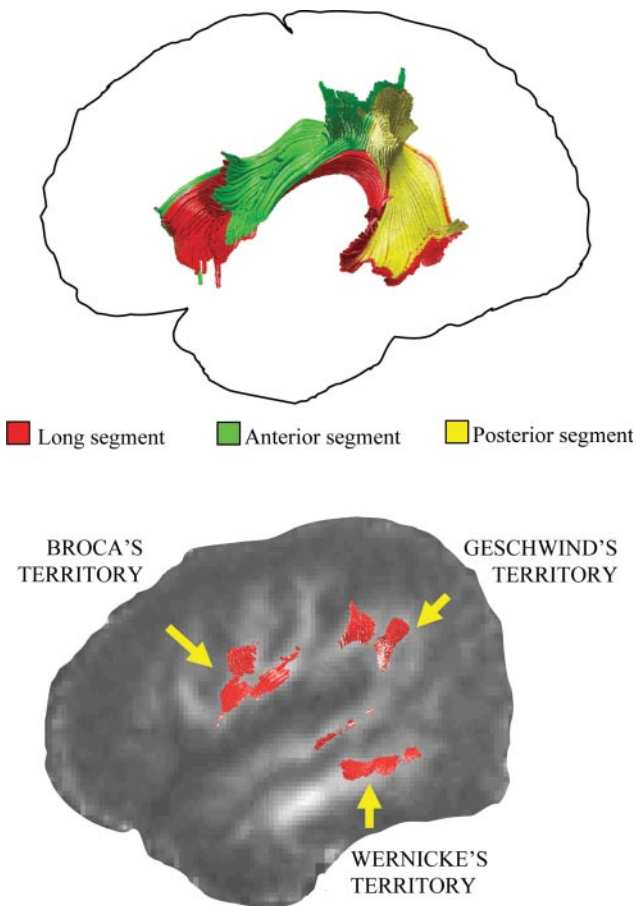 Long segment Anterior segment Posterior segment
BROCA'S
TERRITORY
GESCHWIND'S
TERRITORY
WERNICKE'S
TERRITORY